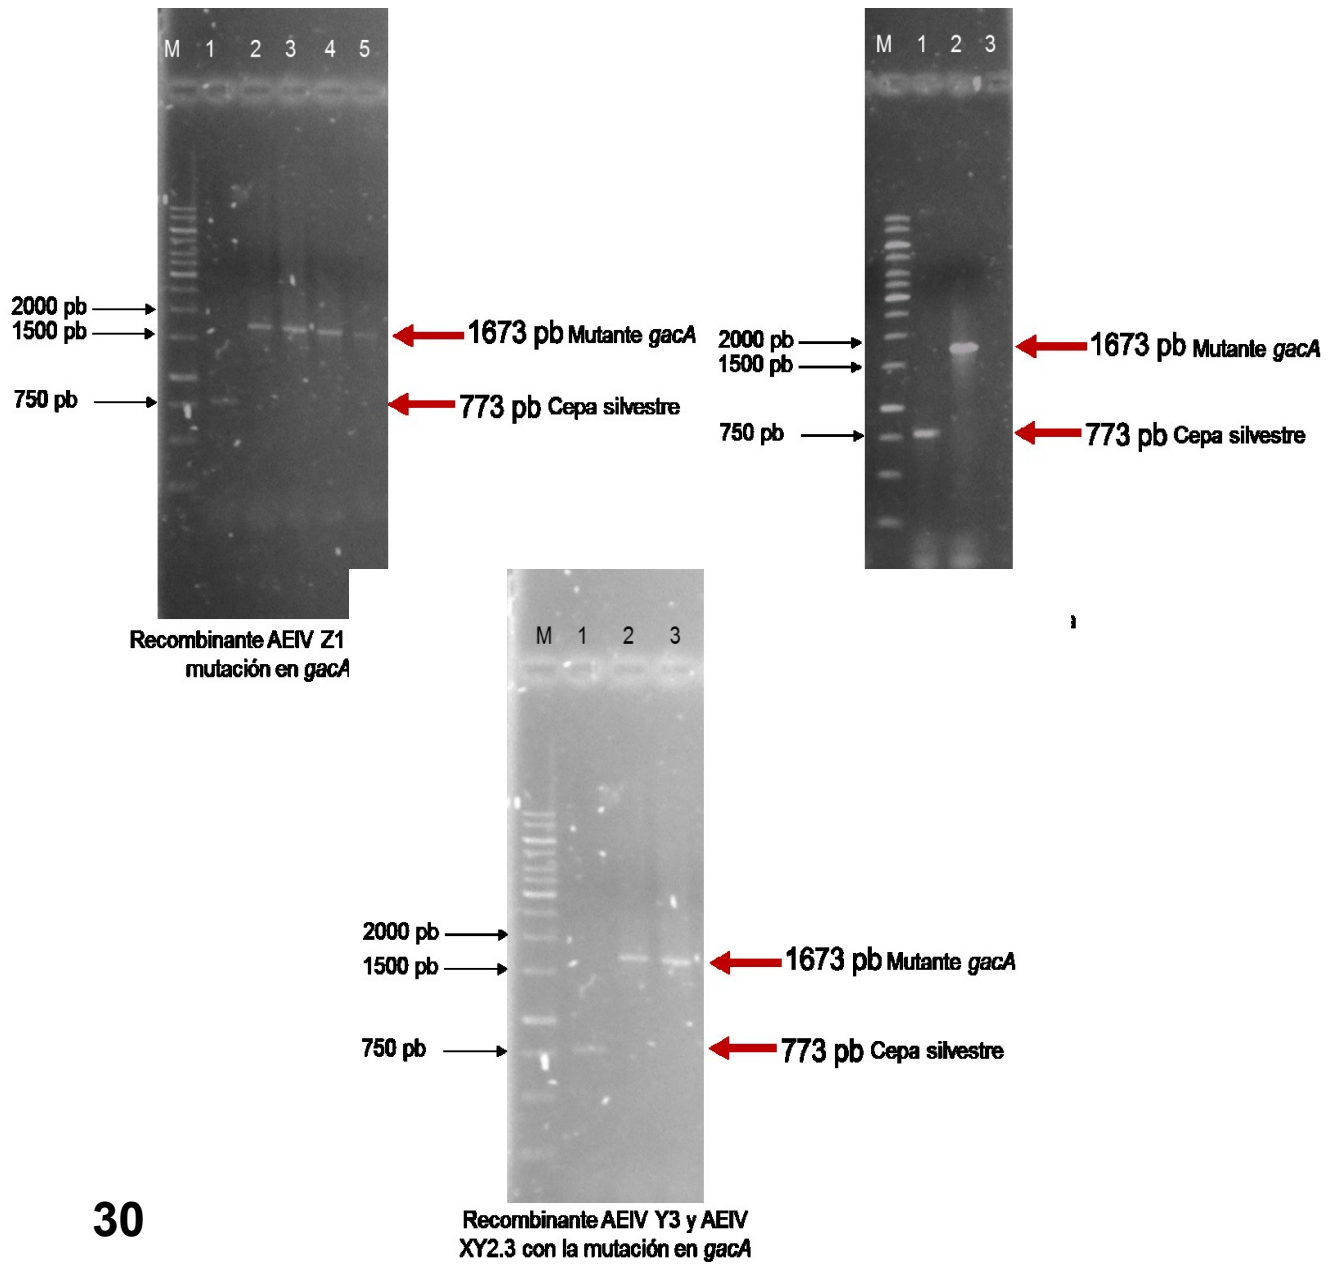 M 1 2 3 4 5
2000 pb
1500 pb
750 pb
1673 pb Mutante gacA
773 pb Cepa silvestre
Recombinante AEIV Z1
mutación en gacA
M 1 2 3
2000 pb
1500 pb
750 pb
1673 pb Mutante gacA
773 pb Cepa silvestre
M 1 2 3
2000 pb
1500 pb
750 pb
1673 pb Mutante gacA
773 pb Cepa silvestre
Recombinante AEIV Y3 y AEIV
XY2.3 con la mutación en gacA
30